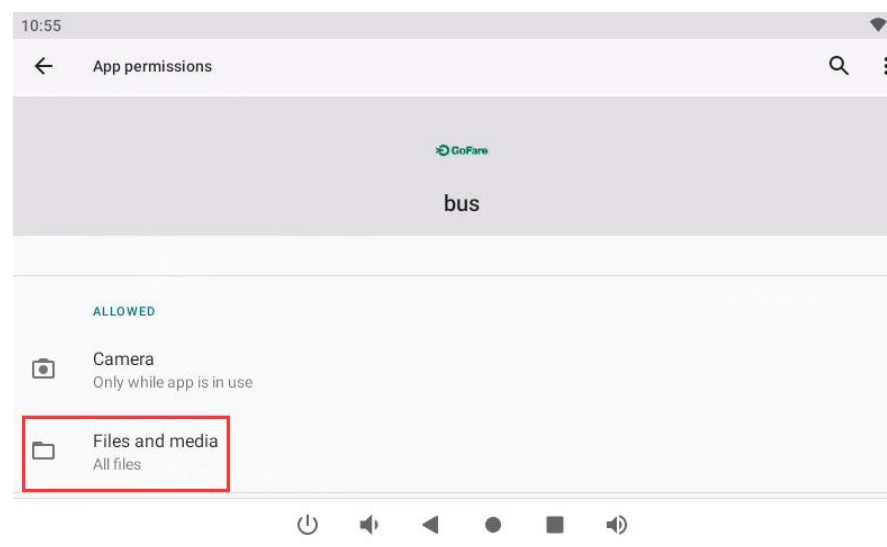 10:55
App permissions
GoFare
bus
ALLOWED
Camera
Only while app is in use
Files and media
All files